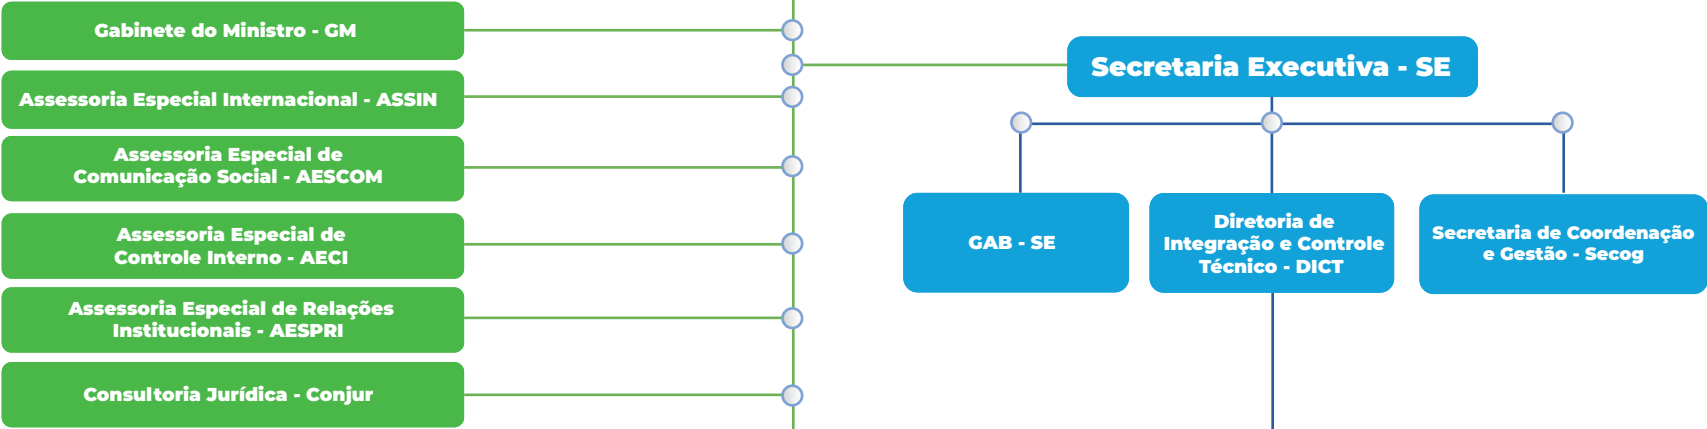 Gabinete do Ministro - GM
Assessoria Especial Internacional - ASSIN
Assessoria Especial de
Comunicação Social - AESCOM
Assessoria Especial de
Controle Interno - AECI
Assessoria Especial de Relações
Institucionais - AESPRI
Consultoria Jurídica - Conjur
Secretaria Executiva - SE
GAB - SE
Diretoria de
Integração e Controle
Técnico - DICT
Secretaria de Coordenação
e Gestão - Secog